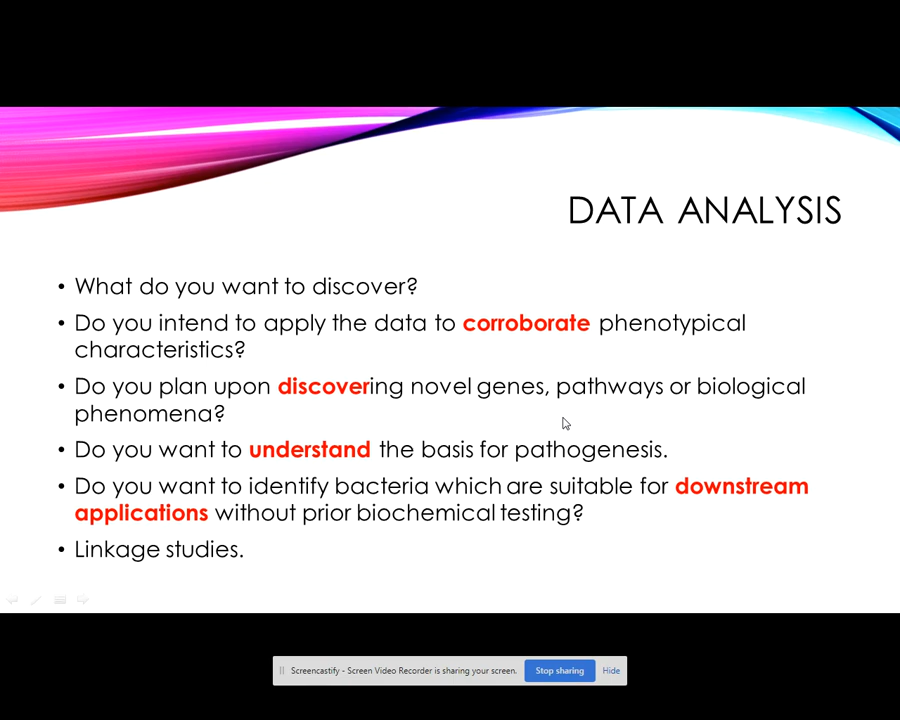 DATA ANALYSIS
• What do you want to discover?
• Do you intend to apply the data to corroborate phenotypical
characteristics?
• Do you plan upon discovering novel genes, pathways or biological
phenomena?
• Do you want to understand the basis for pathogenesis.
• Do you want to identify bacteria which are suitable for downstream
applications without prior biochemical testing?
• Linkage studies.
Screencastify - Screen Video Recorder is sharing your screen. Stop sharing Hide